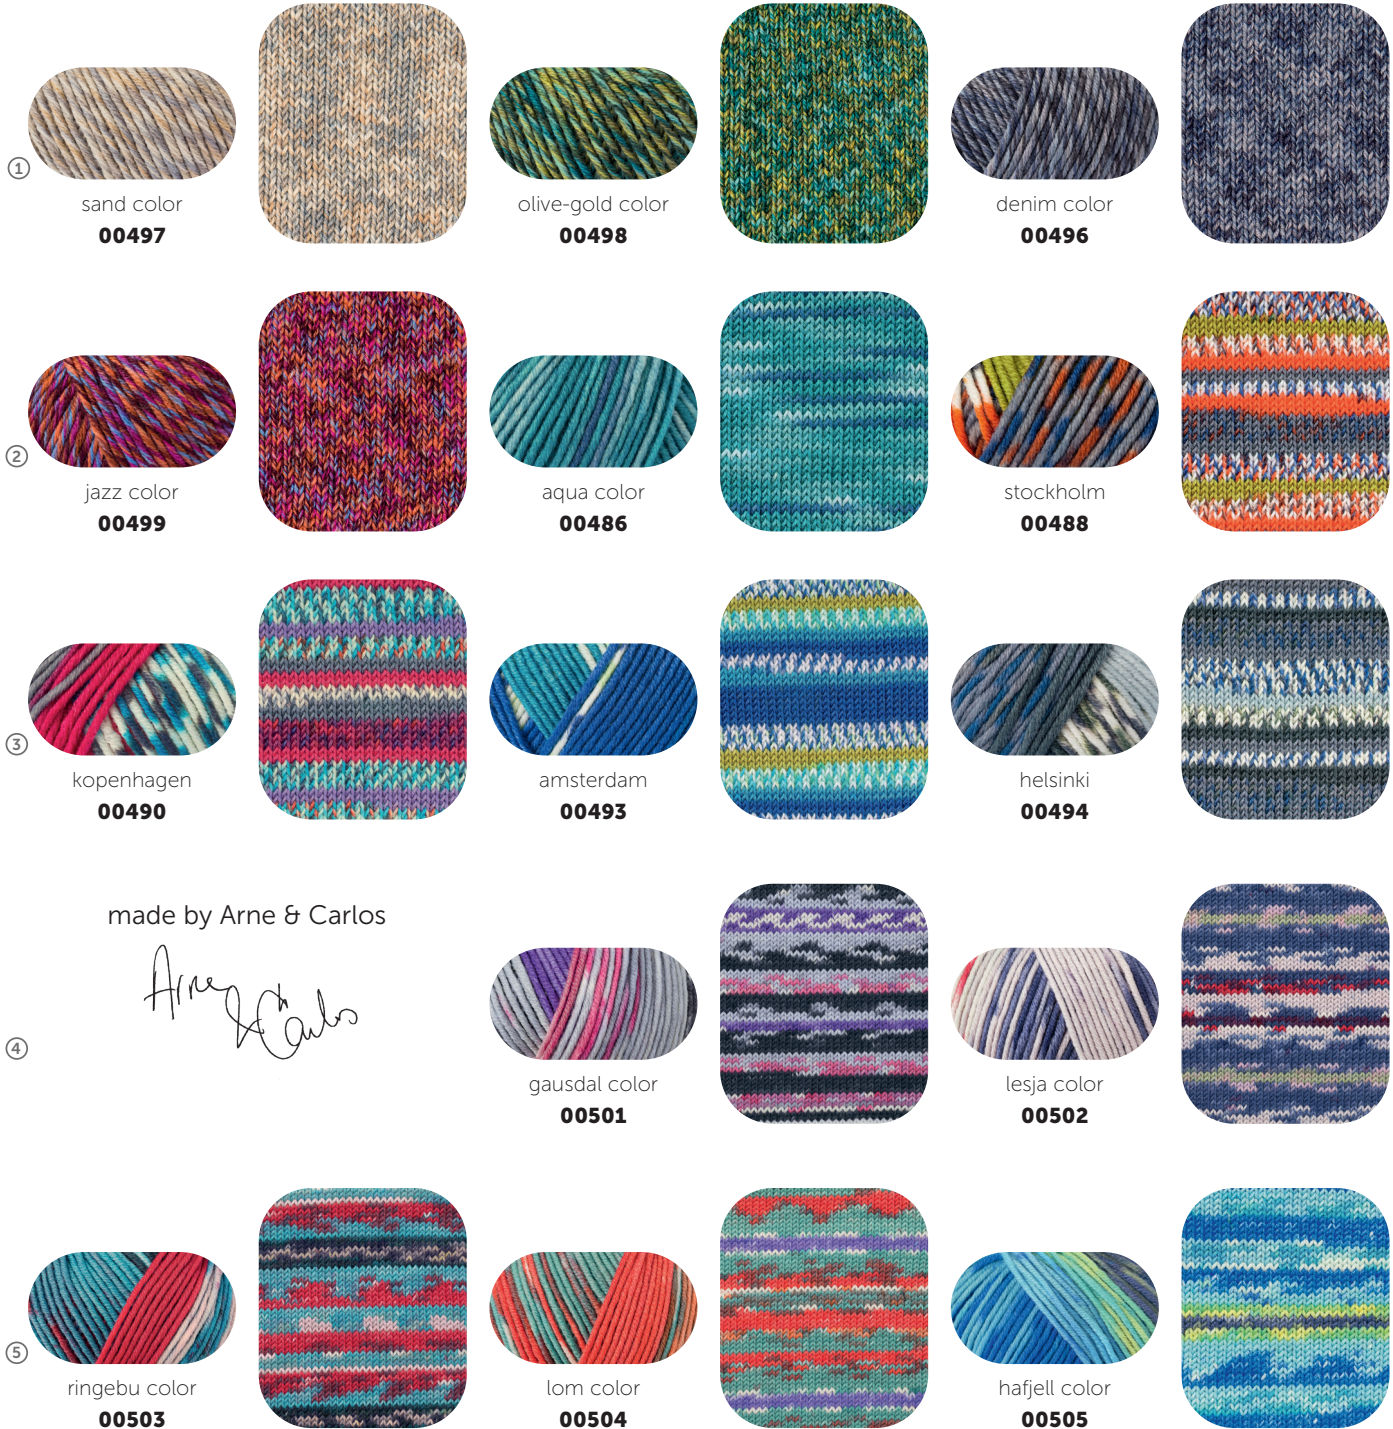 1
sand color
00497
olive-gold color
00498
denim color
00496
2
jazz color
00499
aqua color
00486
stockholm
00488
3
kopenhagen
00490
amsterdam
00493
helsinki
00494
made by Arne & Carlos
Arne
& Carlos
4
gausdal color
00501
lesja color
00502
5
ringebu color
00503
lom color
00504
hafjell color
00505